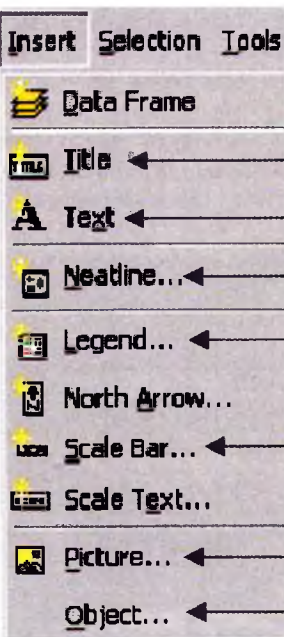 Insert Selection Tools
Data Frame
Title
Text
Neatline...
Legend...
North Arrow...
Scale Bar...
Scale Text...
Picture...
Object...